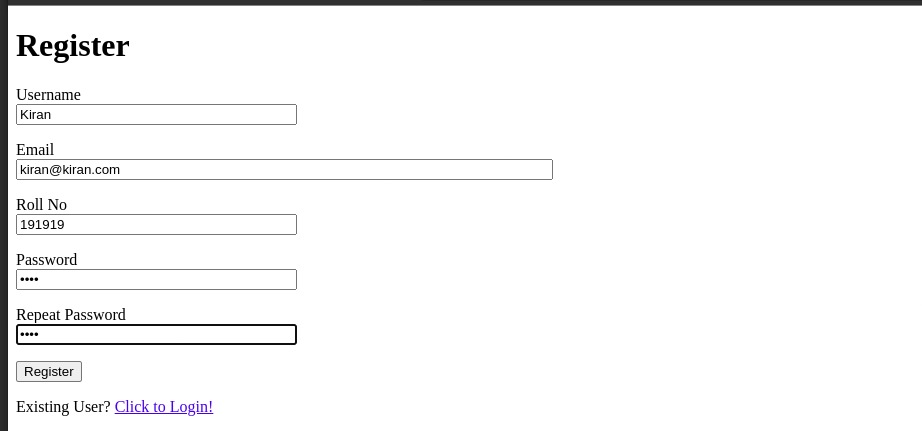 Register
Username
Kiran
Email
kiran@kiran.com
Roll No
191919
Password
••••
Repeat Password
••••
Register
Existing User? Click to Login!